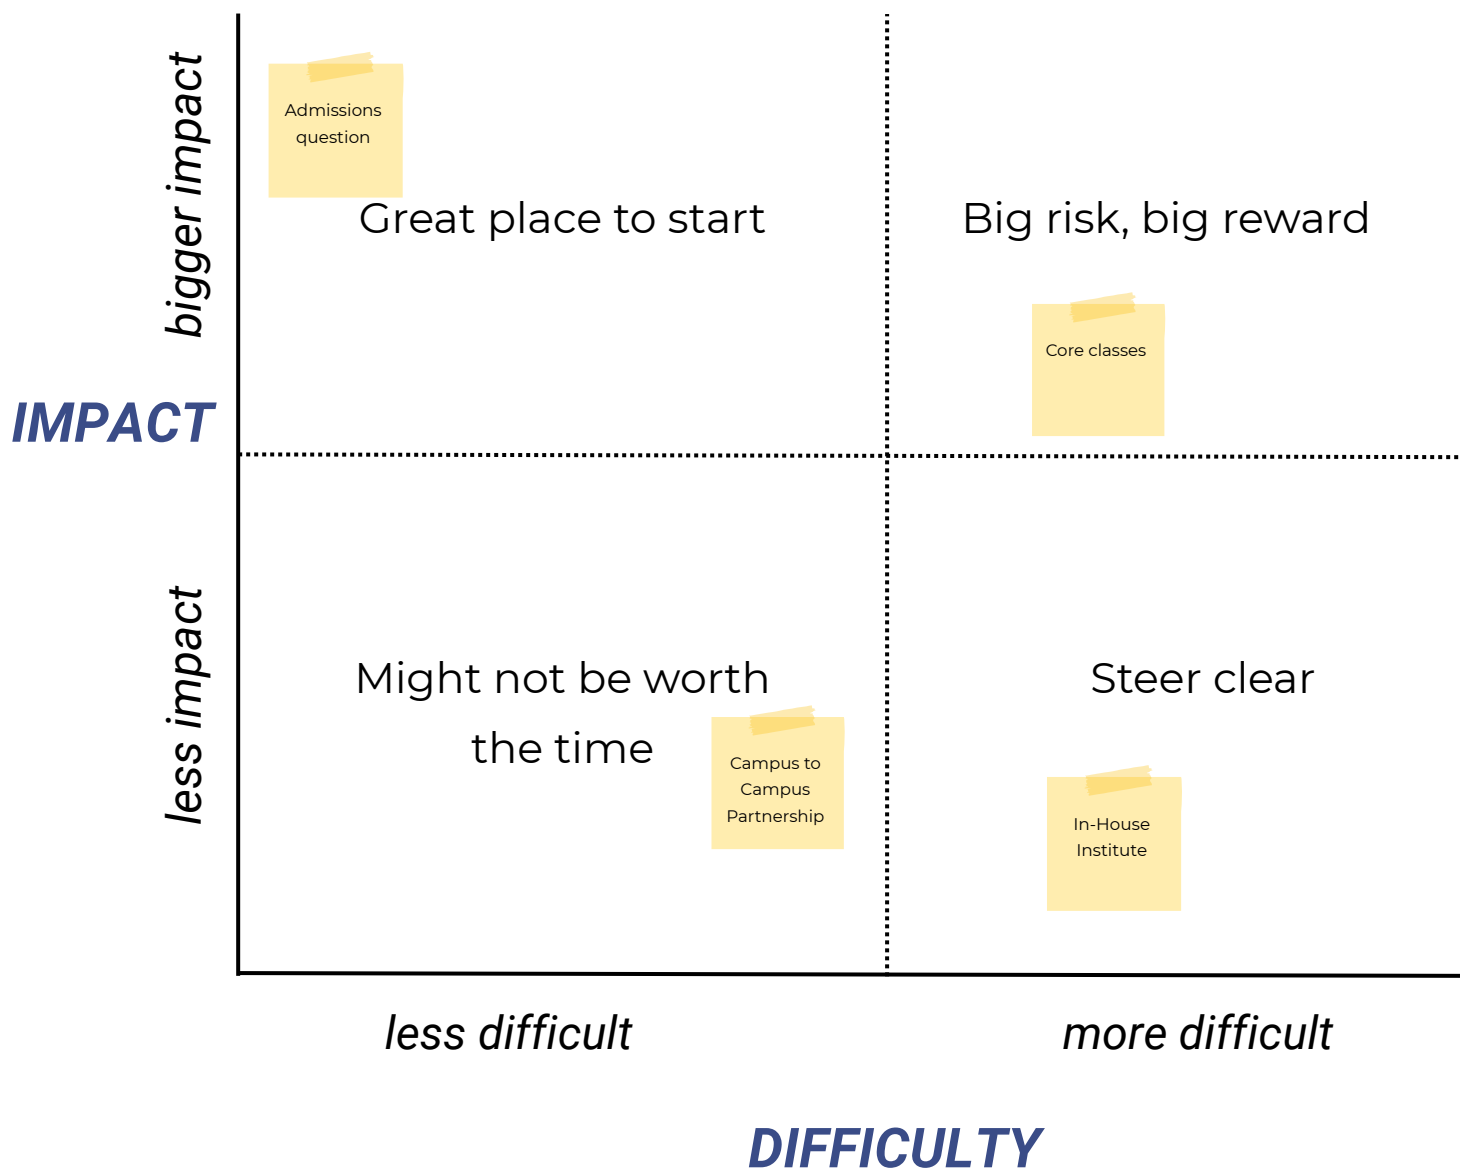 bigger impact
Admissions
question
Great place to start
Big risk, big reward
Core classes
IMPACT
less impact
Might not be worth
the time
Steer clear
Campus to
Campus
Partnership
In-House
Institute
less difficult
more difficult
DIFFICULTY